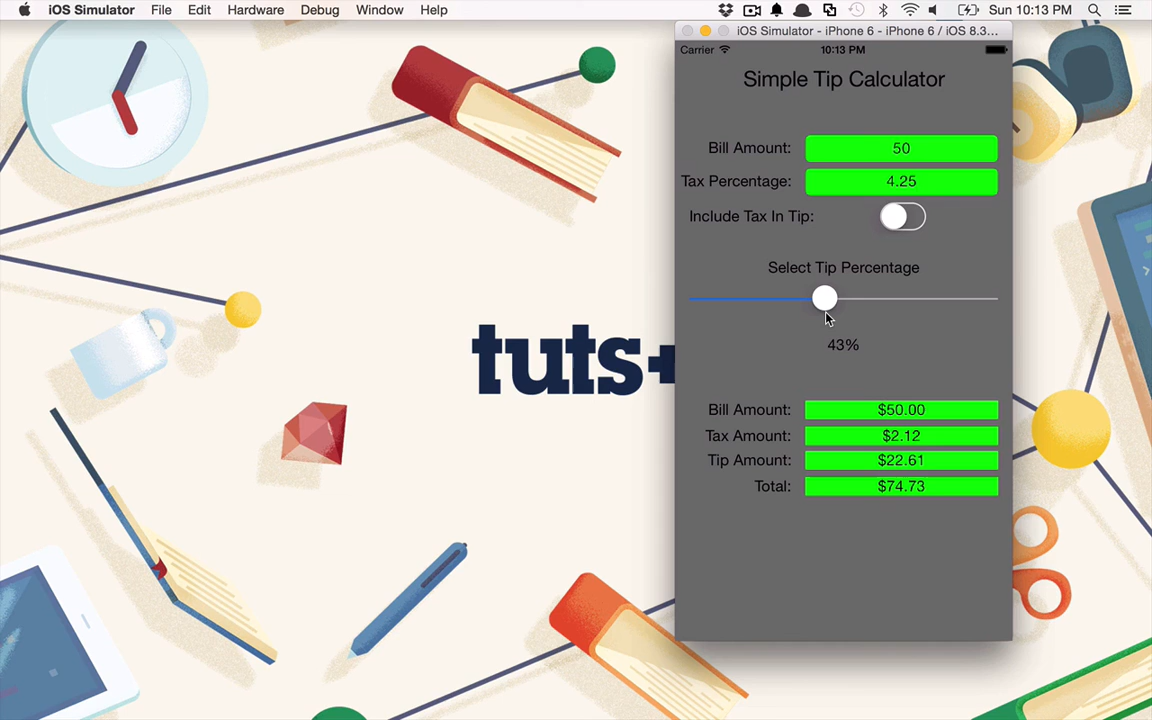 iOS Simulator File Edit Hardware Debug Window Help Sun 10:13 PM
iOS Simulator - iPhone 6 - iPhone 6 / iOS 8.3...
Carrier 10:13 PM
Simple Tip Calculator
Bill Amount: 50
Tax Percentage: 4.25
Include Tax In Tip:
Select Tip Percentage
43%
tuts+
Bill Amount: $50.00
Tax Amount: $2.12
Tip Amount: $22.61
Total: $74.73